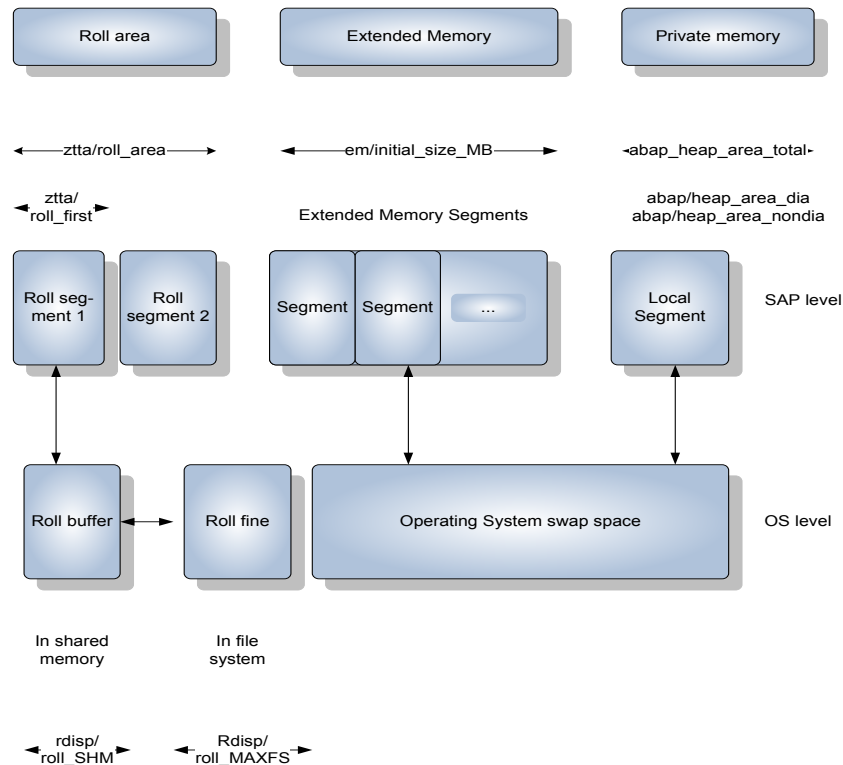 Roll area
Extended Memory
Private memory
ztta/roll_area
em/initial_size_MB
abap_heap_area_total
ztta/
roll_first
Extended Memory Segments
abap/heap_area_dia
abap/heap_area_nondia
Roll seg-
ment 1
Roll
segment 2
Segment
Segment
...
Local
Segment
SAP level
Roll buffer
Roll fine
Operating System swap space
OS level
In shared
memory
In file
system
rdisp/
roll_SHM
Rdisp/
roll_MAXFS